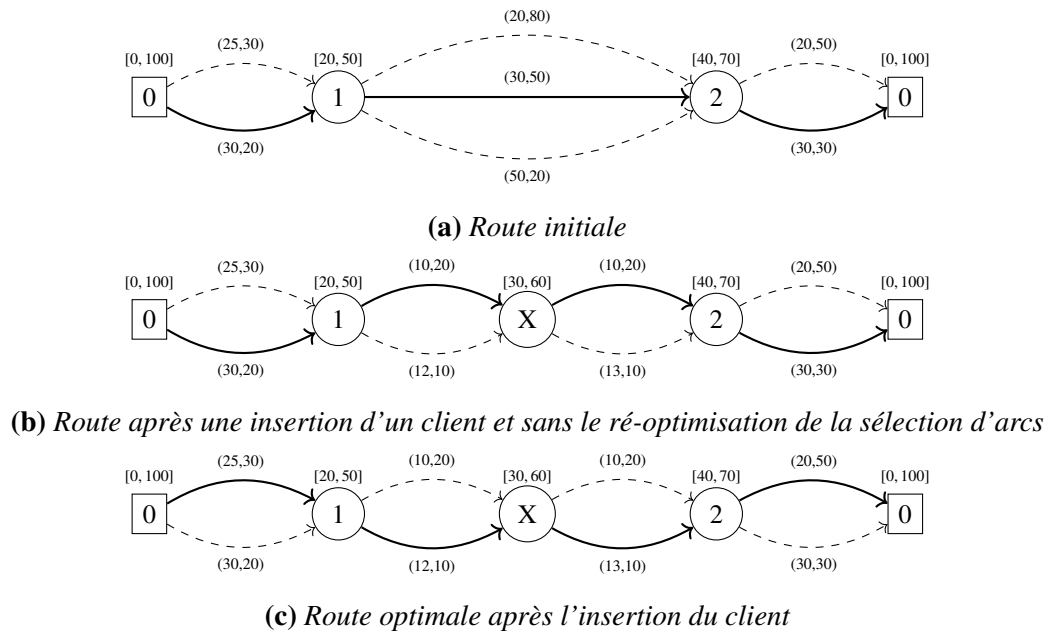 (20,80)
(25,30) (20,50)
[0, 100] [20, 50] [40, 70] [0, 100]
(30,50)
0 1 2 0
(30,20) (30,30)
(50,20)
(a) Route initiale
(25,30) (10,20) (10,20) (20,50)
[0, 100] [20, 50] [30, 60] [40, 70] [0, 100]
0 1 X 2 0
(30,20) (12,10) (13,10) (30,30)
(b) Route après une insertion d'un client et sans le ré-optimisation de la sélection d'arcs
(25,30) (10,20) (10,20) (20,50)
[0, 100] [20, 50] [30, 60] [40, 70] [0, 100]
0 1 X 2 0
(30,20) (12,10) (13,10) (30,30)
(c) Route optimale après l'insertion du client